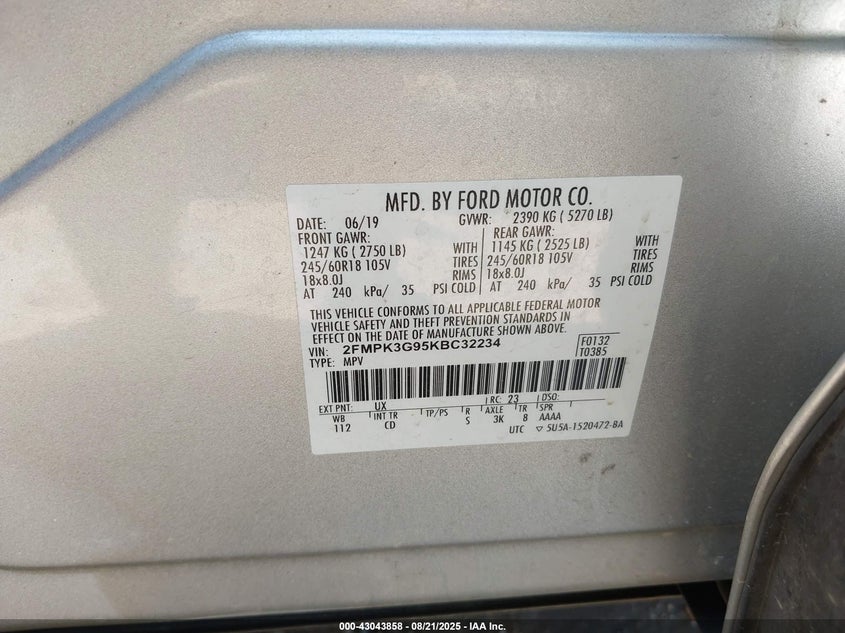 MFD. BY FORD MOTOR CO.
DATE: 06/19 GVWR: 2390 KG ( 5270 LB)
FRONT GAWR: REAR GAWR:
1247 KG ( 2750 LB) WITH 1145 KG ( 2525 LB) WITH
245/60R18 105V TIRES 245/60R18 105V TIRES
18x8.0J RIMS 18x8.0J RIMS
AT 240 kPa/ 35 PSI COLD AT 240 kPa/ 35 PSI COLD
THIS VEHICLE CONFORMS TO ALL APPLICABLE FEDERAL MOTOR
VEHICLE SAFETY AND THEFT PREVENTION STANDARDS IN
EFFECT ON THE DATE OF MANUFACTURE SHOWN ABOVE.
VIN: 2FMPK3G95KBC32234 F0132
TYPE: MPV T0385
EXT PNT: UX RC: 23 DSO:
WB INT TR TP/PS R AXLE TR SPR
112 CD S 3K 8 AAAA
UTC ▽ 5U5A-1520472-BA
000-43043858 - 08/21/2025 - IAA Inc.